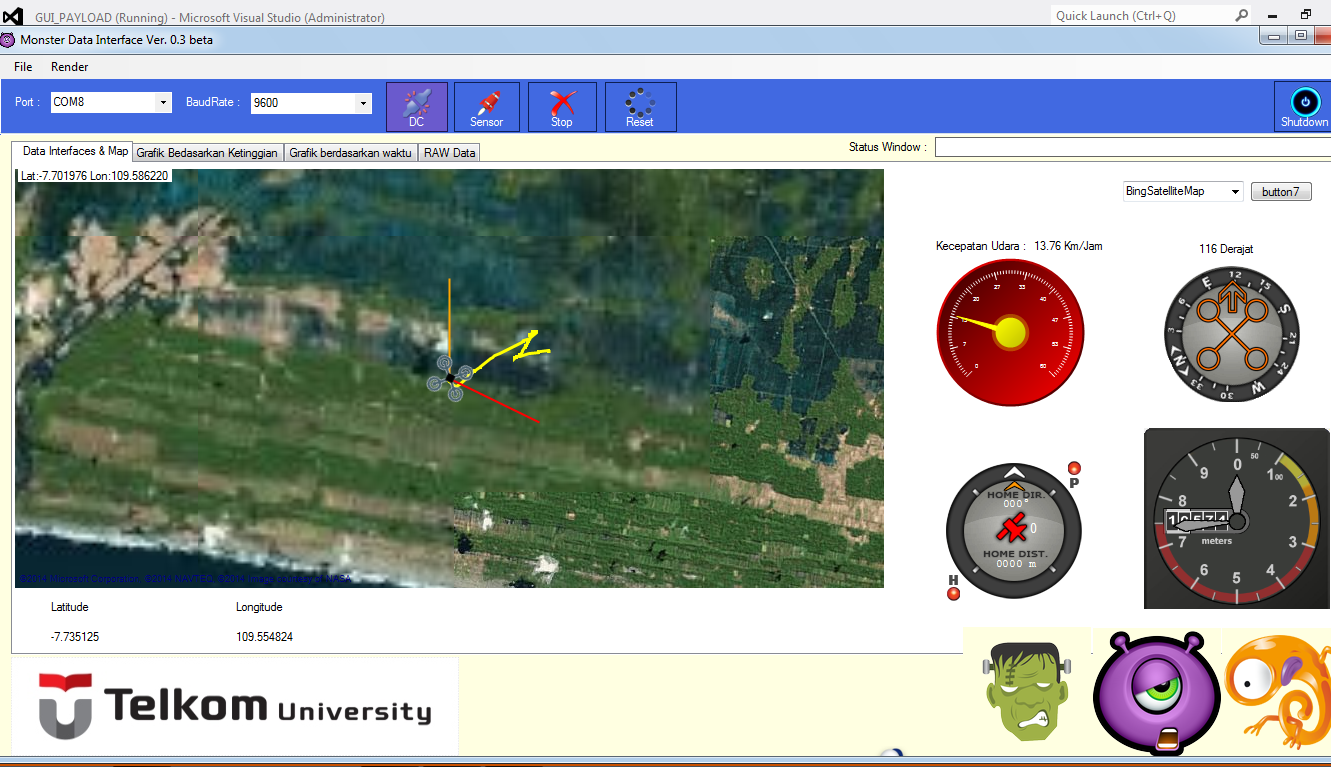 GUI_PAYLOAD (Running) - Microsoft Visual Studio (Administrator)
Quick Launch (Ctrl+Q)
Monster Data Interface Ver. 0.3 beta
File Render
Port : COM8 BaudRate : 9600
DC Sensor Stop Reset Shutdown
Data Interfaces & Map Grafik Bedasarkan Ketinggian Grafik berdasarkan waktu RAW Data
Status Window :
Lat:-7.701976 Lon:109.586220
BingSatelliteMap button7
Kecepatan Udara : 13.76 Km/Jam
116 Derajat
0 7 20 27 33 40 47 53 60
N 3 6 E 12 15 S 21 24 W 30 33
P
HOME DIR.
000°
0
HOME DIST.
0000 m
H
0 50 100 2 3 4 5 6 7 8 9
meters
©2014 Microsoft Corporation, ©2014 NAVTEQ, ©2014 Image courtesy of NASA
Latitude Longitude
-7.735125 109.554824
Telkom University